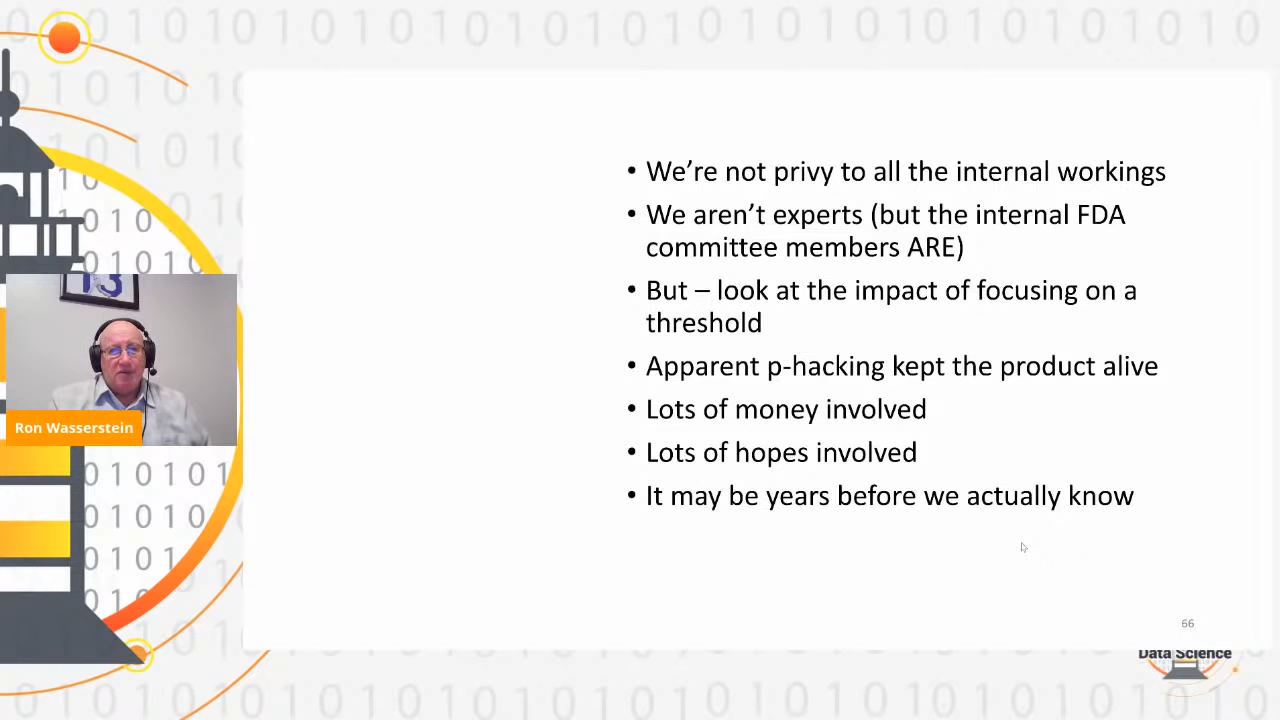 • We’re not privy to all the internal workings
• We aren’t experts (but the internal FDA
committee members ARE)
• But – look at the impact of focusing on a
threshold
• Apparent p-hacking kept the product alive
• Lots of money involved
• Lots of hopes involved
• It may be years before we actually know
13
Ron Wasserstein
66
Data Science